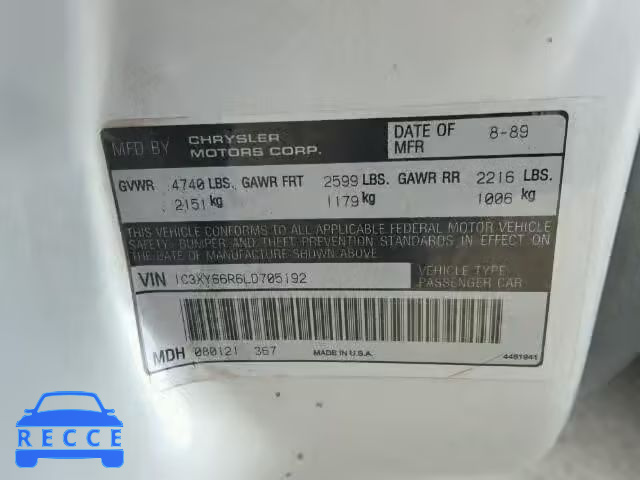 MFD BY CHRYSLER MOTORS CORP. DATE OF MFR 8-89
GVWR 4740 LBS. GAWR FRT 2599 LBS. GAWR RR 2216 LBS.
2151 kg 1179 kg 1006 kg
THIS VEHICLE CONFORMS TO ALL APPLICABLE FEDERAL MOTOR VEHICLE
SAFETY, BUMPER AND THEFT PREVENTION STANDARDS IN EFFECT ON
THE DATE OF MANUFACTURE SHOWN ABOVE.
VIN 1C3XY66R6LD705192 VEHICLE TYPE:
PASSENGER CAR
MDH 080121 367 MADE IN U.S.A. 4481941
RECCE